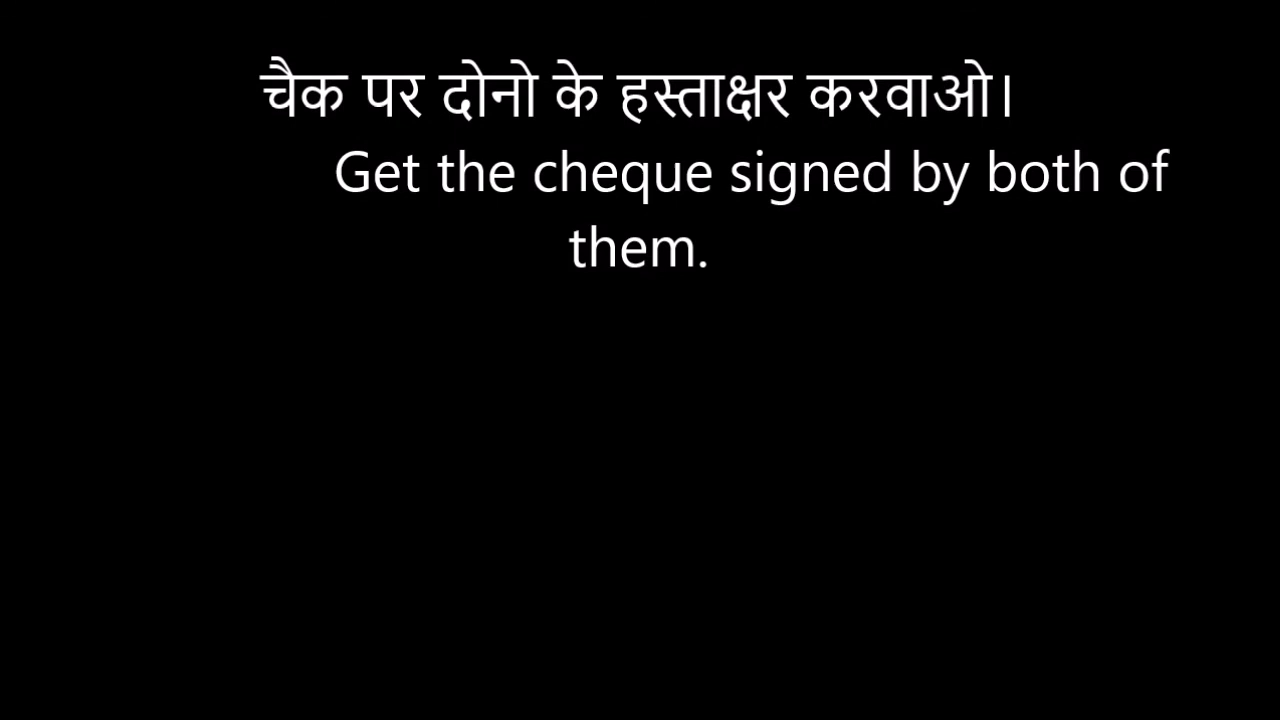 चैक पर दोनो के हस्ताक्षर करवाओ।
Get the cheque signed by both of
them.